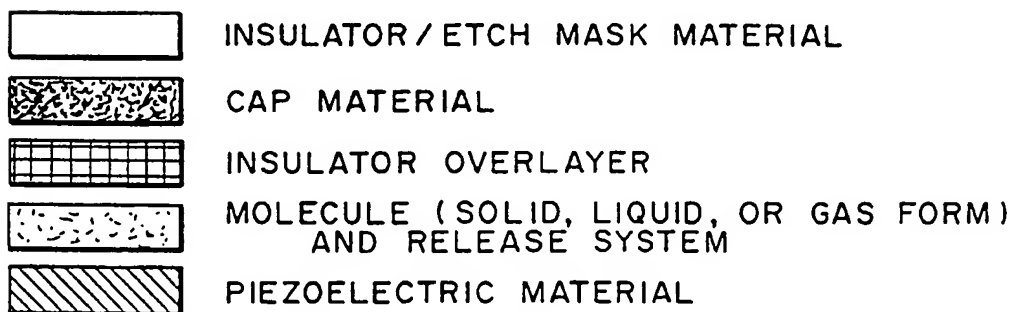 INSULATOR/ETCH MASK MATERIAL
CAP MATERIAL
INSULATOR OVERLAYER
MOLECULE (SOLID, LIQUID, OR GAS FORM)
AND RELEASE SYSTEM
PIEZOELECTRIC MATERIAL